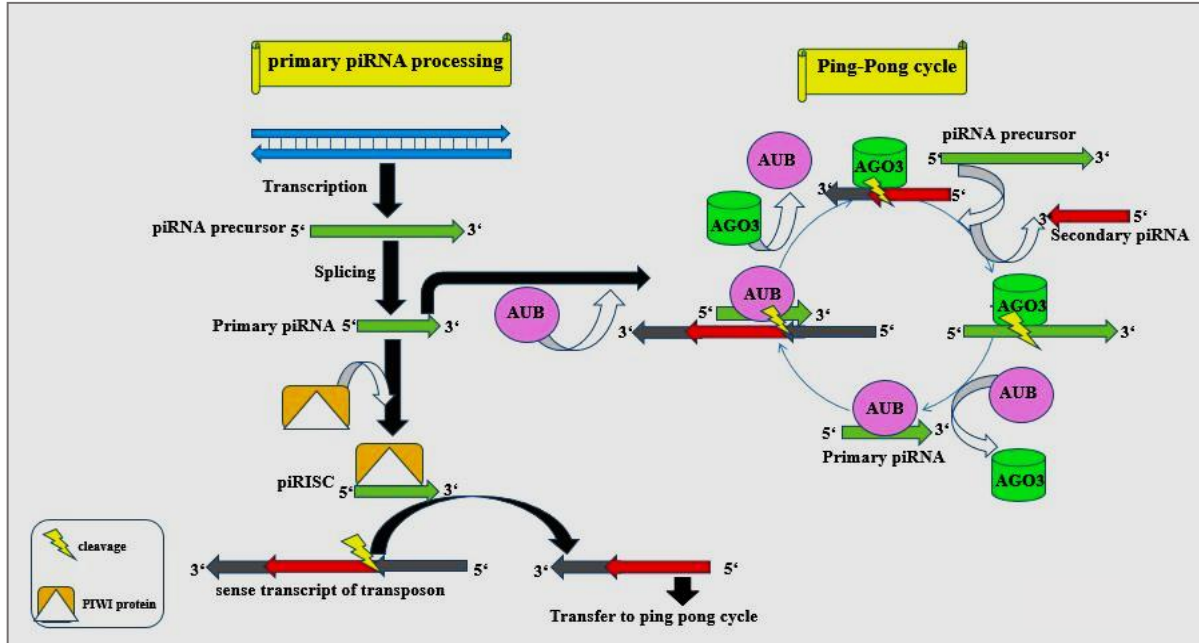 primary piRNA processing
Ping-Pong cycle
Transcription
piRNA precursor 5‘ 3‘
Splicing
Primary piRNA 5‘ 3‘
AUB
piRISC 5‘ 3‘
3‘ 5‘
sense transcript of transposon
3‘ 5‘
Transfer to ping pong cycle
cleavage
PIWI protein
AUB
AGO3
3‘ AGO3 5‘
piRNA precursor
5‘ 3‘
3‘ 5‘
Secondary piRNA
AUB
5‘ 3‘
3‘ 5‘
AGO3
5‘ 3‘
AUB
5‘ 3‘
Primary piRNA
AUB
AGO3